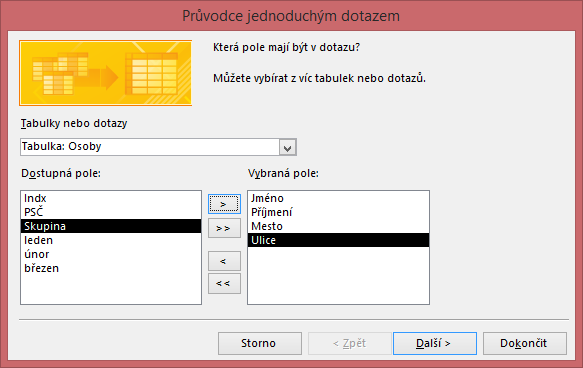 Průvodce jednoduchým dotazem
Která pole mají být v dotazu?
Můžete vybírat z víc tabulek nebo dotazů.
Tabulky nebo dotazy
Tabulka: Osoby
Dostupná pole:
Vybraná pole:
Indx
PSČ
Skupina
leden
únor
březen
>
>>
<
<<
Jméno
Příjmení
Mesto
Ulice
Storno
< Zpět
Další >
Dokončit